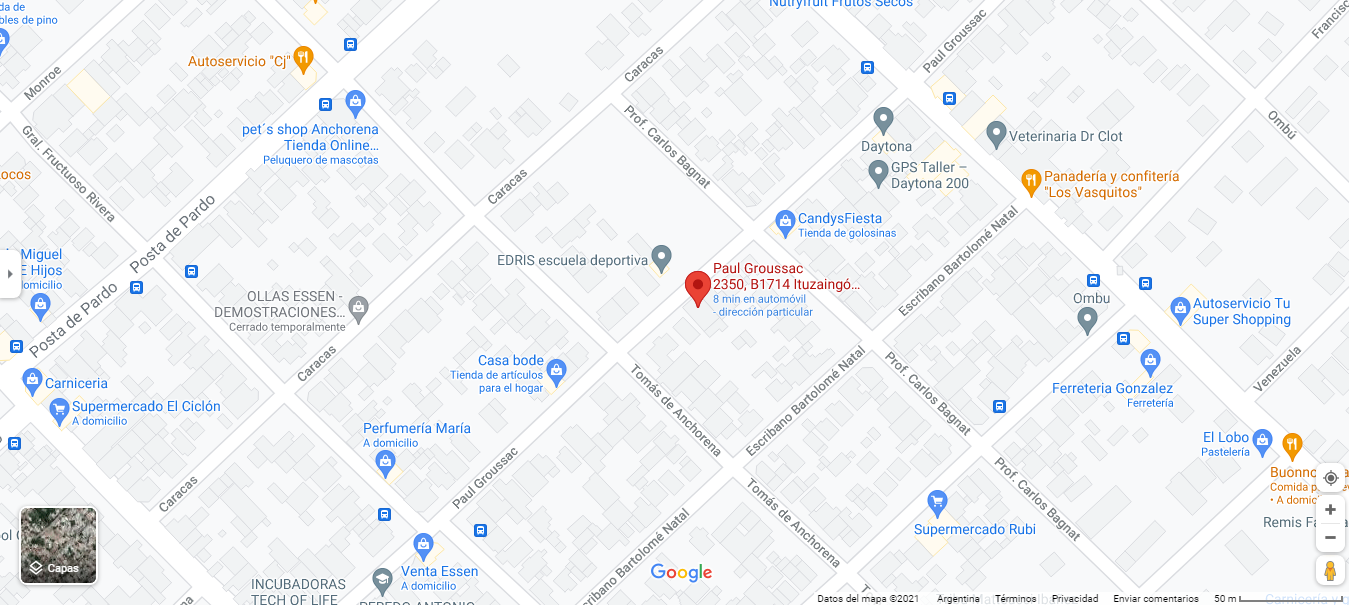 da de
bles de pino
Nutryfruit Frutos Secos
Autoservicio "Cj"
Monroe
Caracas
Paul Groussac
pet´s shop Anchorena
Tienda Online...
Peluquero de mascotas
Prof. Carlos Bagnat
Daytona
Veterinaria Dr Clot
Ombú
Gral. Fructuoso Rivera
ocos
Caracas
GPS Taller –
Daytona 200
Panadería y confitería
"Los Vasquitos"
Posta de Pardo
CandysFiesta
Tienda de golosinas
Escribano Bartolomé Natal
Miguel
E Hijos
domicilio
EDRIS escuela deportiva
Paul Groussac
2350, B1714 Ituzaingó...
8 min en automóvil
- dirección particular
OLLAS ESSEN -
DEMOSTRACIONES...
Cerrado temporalmente
Posta de Pardo
Ombu
Autoservicio Tu
Super Shopping
Caracas
Casa bode
Tienda de artículos
para el hogar
Tomás de Anchorena
Escribano Bartolomé Natal
Prof. Carlos Bagnat
Venezuela
Carniceria
Supermercado El Ciclón
A domicilio
Ferreteria Gonzalez
Ferretería
Perfumería María
A domicilio
El Lobo
Pastelería
Paul Groussac
Caracas
Tomás de Anchorena
Prof. Carlos Bagnat
Supermercado Rubi
Escribano Bartolomé Natal
Venta Essen
A domicilio
INCUBADORAS
TECH OF LIFE
Capas
Google
Datos del mapa ©2021 Argentina Términos Privacidad Enviar comentarios 50 m